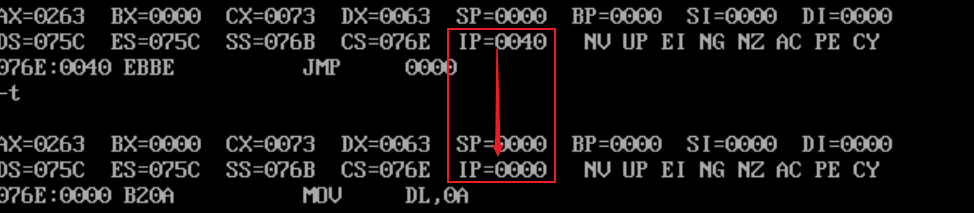 AX=0263 BX=0000 CX=0073 DX=0063 SP=0000 BP=0000 SI=0000 DI=0000
DS=075C ES=075C SS=076B CS=076E IP=0040 NV UP EI NG NZ AC PE CY
076E:0040 EBBE JMP 0000
-t
AX=0263 BX=0000 CX=0073 DX=0063 SP=0000 BP=0000 SI=0000 DI=0000
DS=075C ES=075C SS=076B CS=076E IP=0000 NV UP EI NG NZ AC PE CY
076E:0000 B20A MOV DL,0A